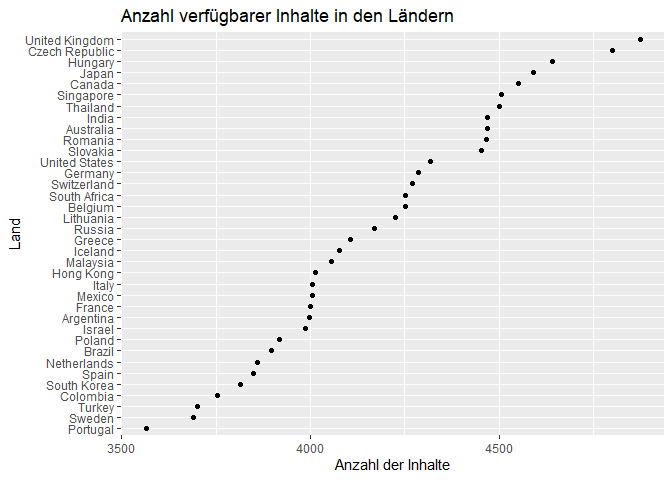 Anzahl verfügbarer Inhalte in den Ländern
United Kingdom
Czech Republic
Hungary
Japan
Canada
Singapore
Thailand
India
Australia
Romania
Slovakia
United States
Germany
Switzerland
South Africa
Belgium
Lithuania
Russia
Greece
Iceland
Malaysia
Hong Kong
Italy
Mexico
France
Argentina
Israel
Poland
Brazil
Netherlands
Spain
South Korea
Colombia
Turkey
Sweden
Portugal
Land
3500 4000 4500
Anzahl der Inhalte